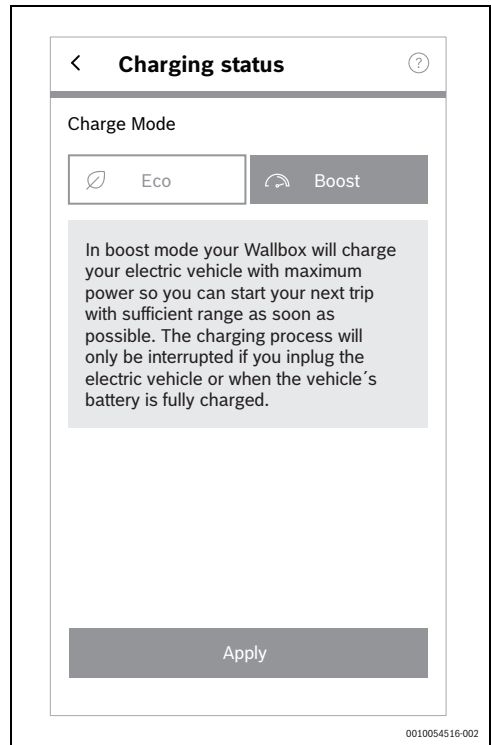 Charging status
?
Charge Mode
Eco
Boost
In boost mode your Wallbox will charge
your electric vehicle with maximum
power so you can start your next trip
with sufficient range as soon as
possible. The charging process will
only be interrupted if you inplug the
electric vehicle or when the vehicle´s
battery is fully charged.
Apply
0010054516-002